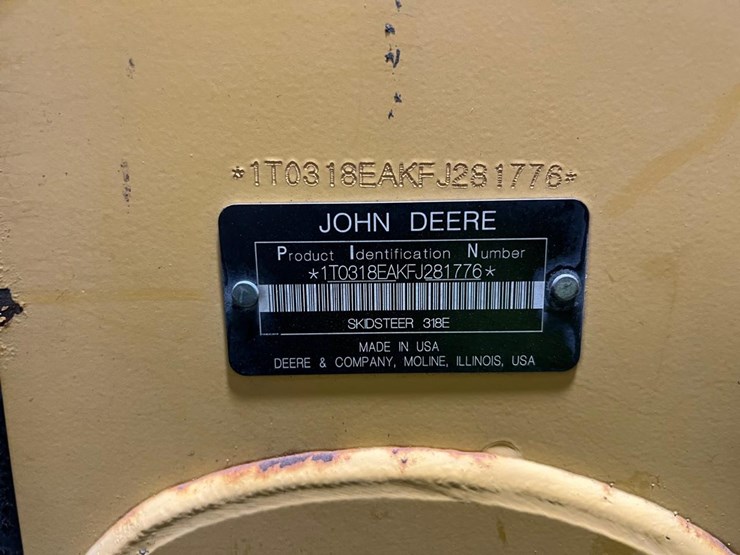 *1T0318EAKFJ281776*
JOHN DEERE
Product Identification Number
*1T0318EAKFJ281776*
SKIDSTEER 318E
MADE IN USA
DEERE & COMPANY, MOLINE, ILLINOIS, USA